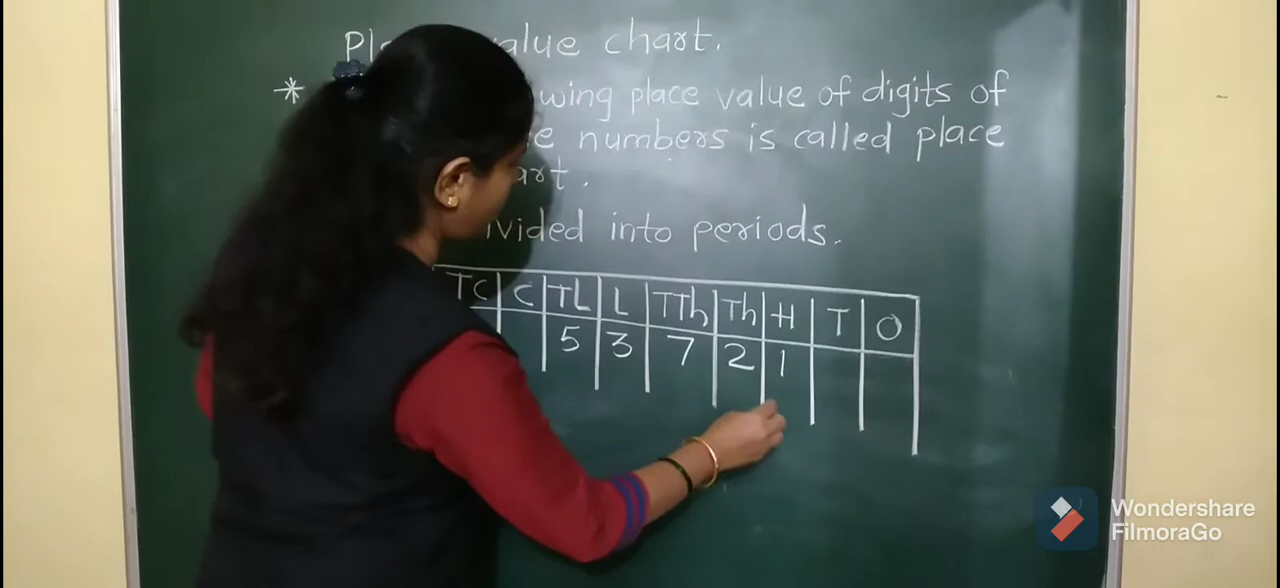 value chart.
* wing place value of digits of
numbers is called place
art.
ivided into periods.
TC C TL L TTh Th H T O
5 3 7 2 1
Wondershare
FilmoraGo